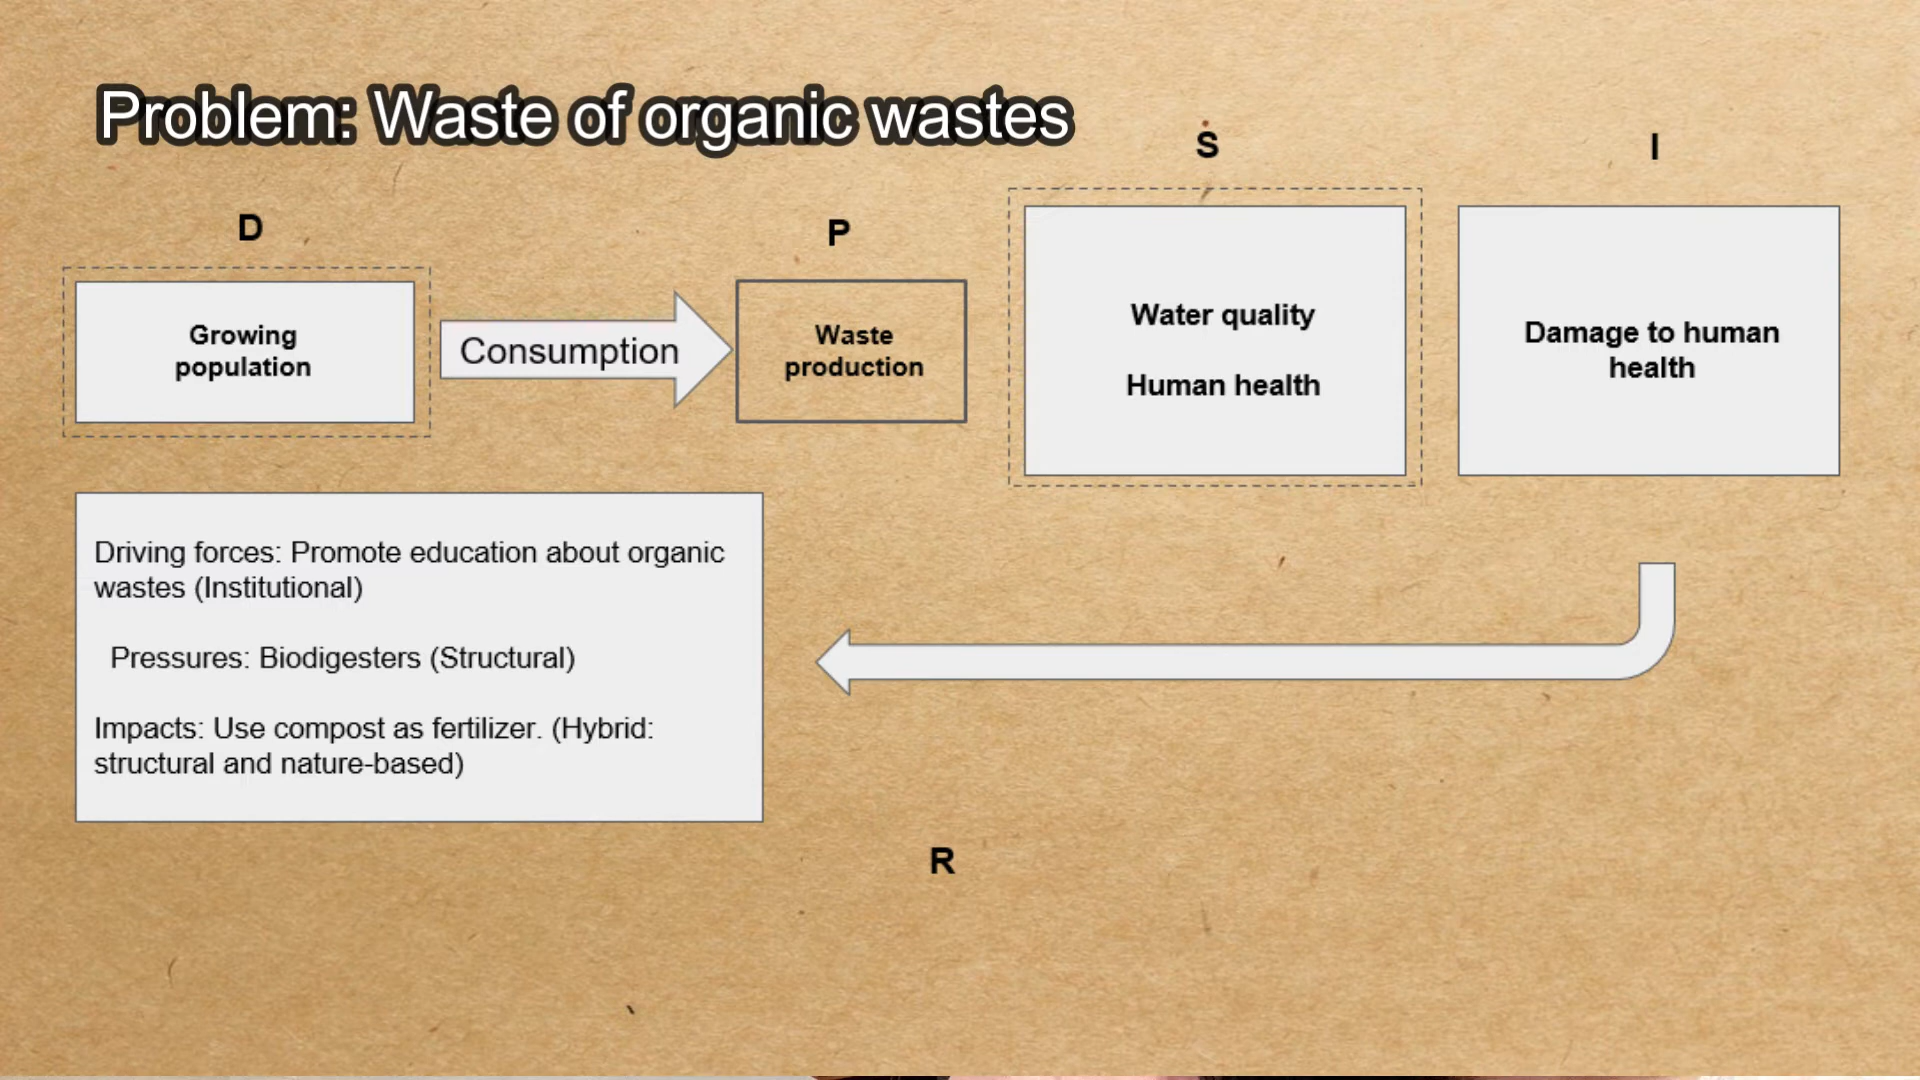 Problem: Waste of organic wastes
D
P
S
I
Growing
population
Consumption
Waste
production
Water quality
Human health
Damage to human
health
Driving forces: Promote education about organic
wastes (Institutional)
Pressures: Biodigesters (Structural)
Impacts: Use compost as fertilizer. (Hybrid:
structural and nature-based)
R